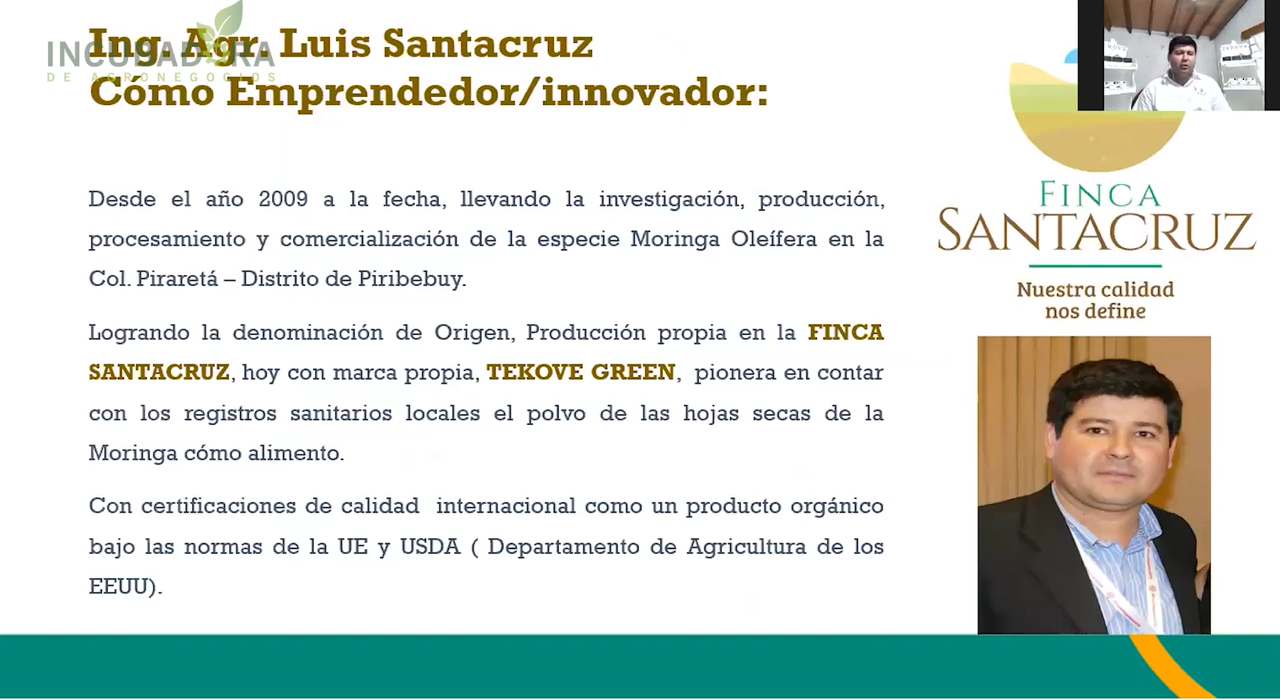 INCUBADORA
DE AGRONEGOCIOS
Ing. Agr. Luis Santacruz
Cómo Emprendedor/innovador:
Desde el año 2009 a la fecha, llevando la investigación, producción,
procesamiento y comercialización de la especie Moringa Oleífera en la
Col. Piraretá – Distrito de Piribebuy.
Logrando la denominación de Origen, Producción propia en la FINCA
SANTACRUZ, hoy con marca propia, TEKOVE GREEN, pionera en contar
con los registros sanitarios locales el polvo de las hojas secas de la
Moringa cómo alimento.
Con certificaciones de calidad internacional como un producto orgánico
bajo las normas de la UE y USDA ( Departamento de Agricultura de los
EEUU).
FINCA
SANTACRUZ
Nuestra calidad
nos define